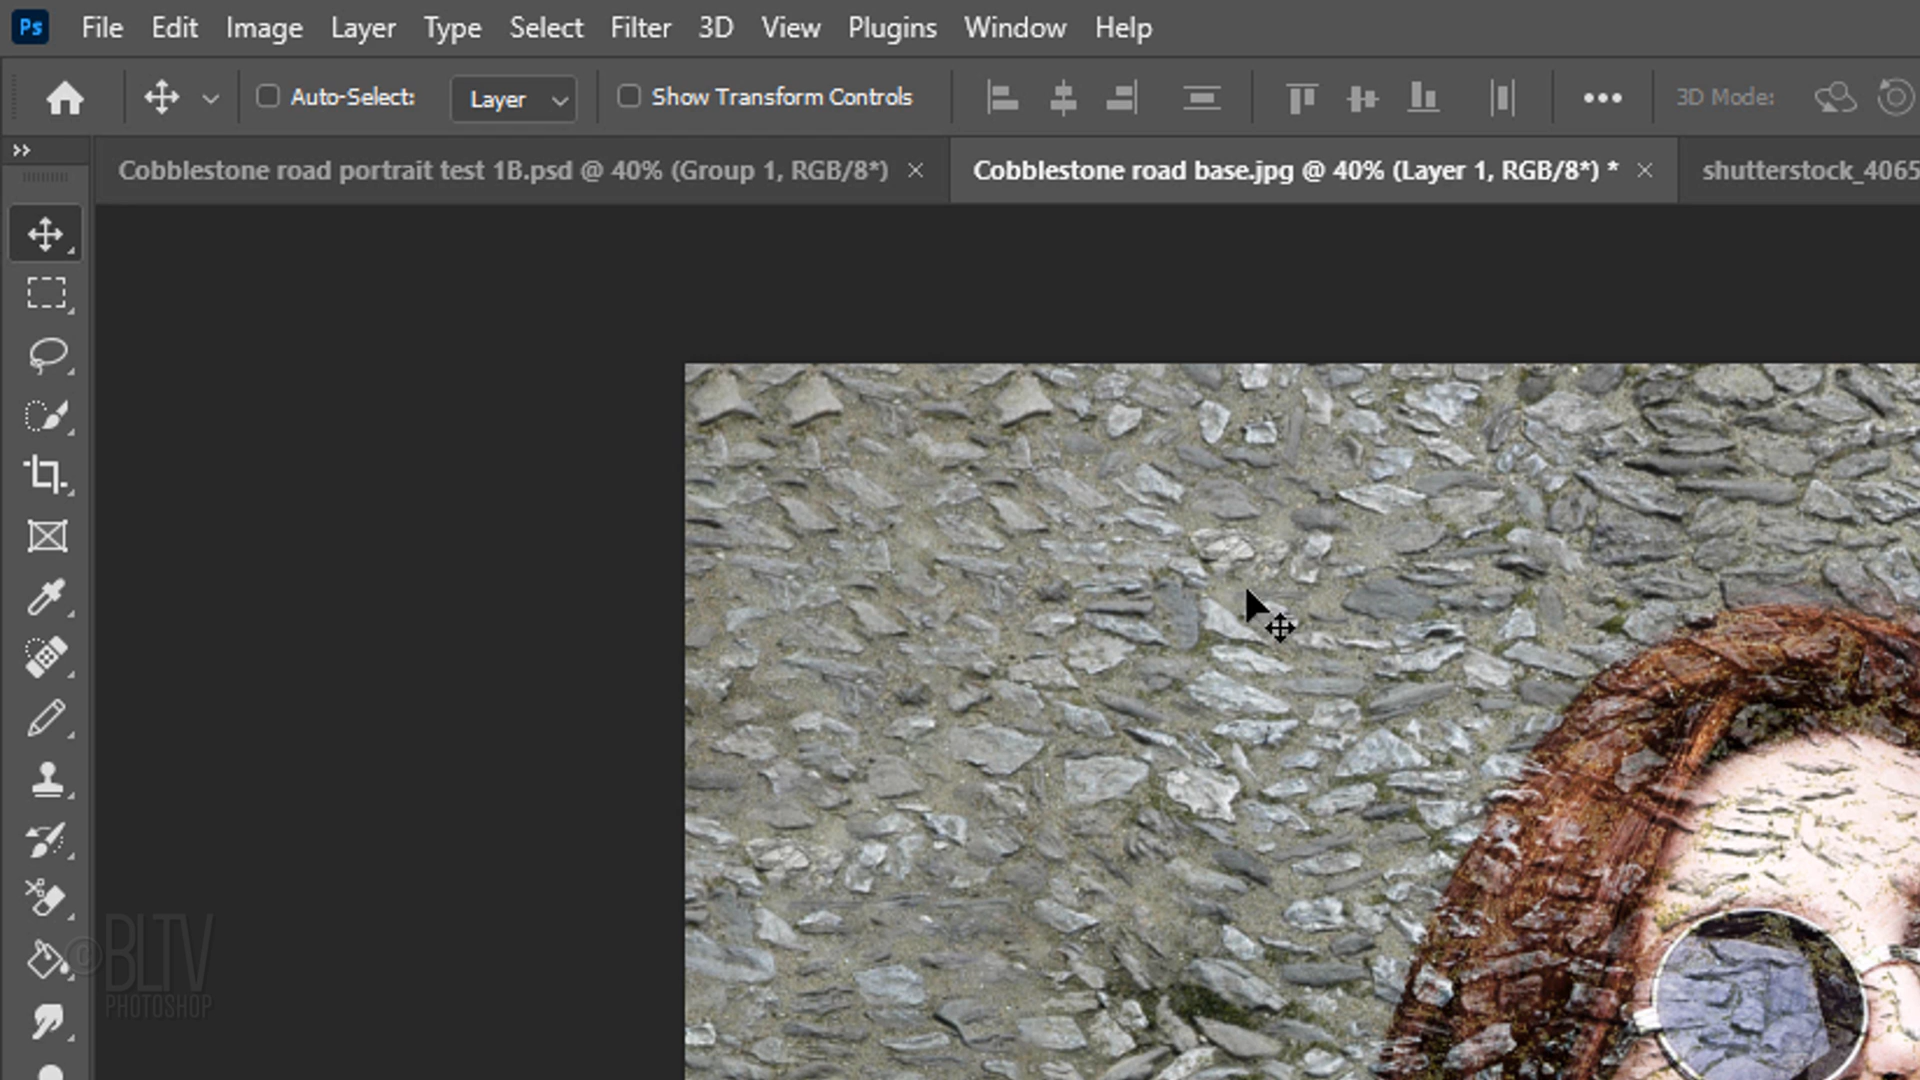 Ps File Edit Image Layer Type Select Filter 3D View Plugins Window Help
Auto-Select: Layer Show Transform Controls 3D Mode:
Cobblestone road portrait test 1B.psd @ 40% (Group 1, RGB/8*) × Cobblestone road base.jpg @ 40% (Layer 1, RGB/8*) * × shutterstock_4065
© BLTV
PHOTOSHOP